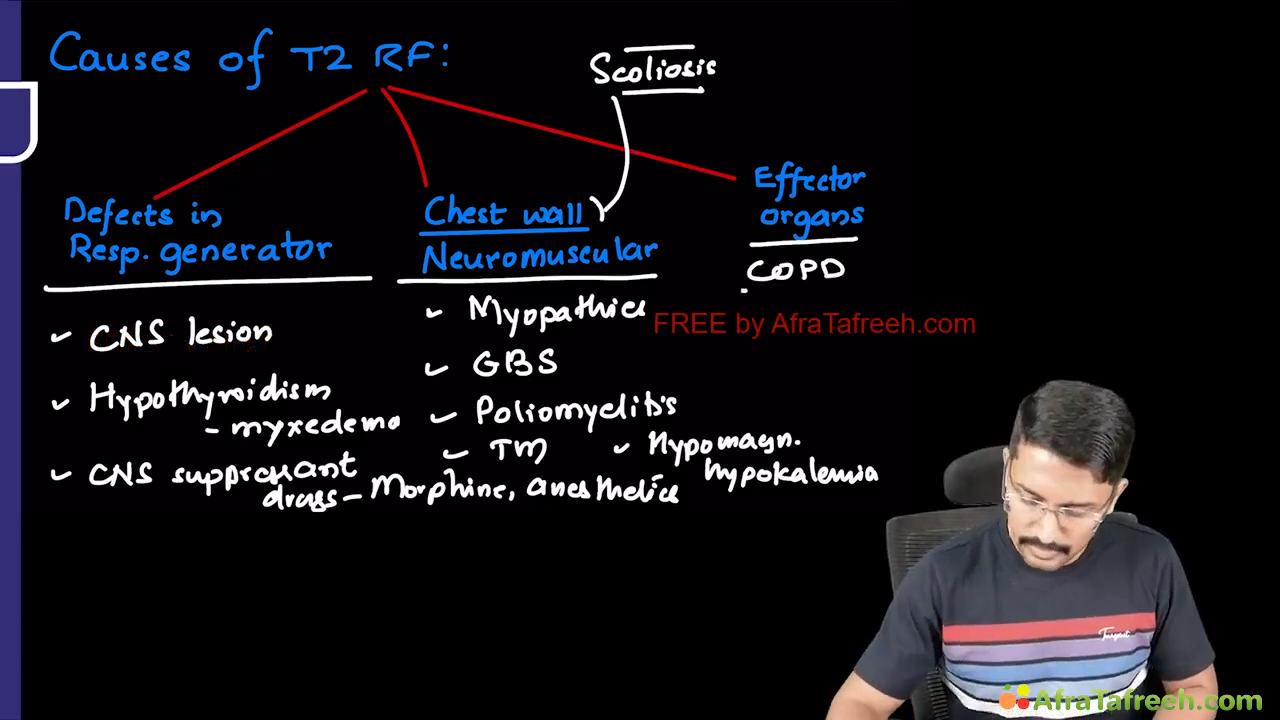 Causes of T2 RF:
Scoliosis
Defects in
Resp. generator
CNS lesion
Hypothyroidism
- myxedema
CNS suppressant
drugs - Morphine, anesthetics
Chest wall
Neuromuscular
Myopathies
GBS
Poliomyelitis
TM
Hypomagn.
hypokalemia
Effector
organs
COPD
FREE by AfraTafreeh.com
AfraTafreeh.com